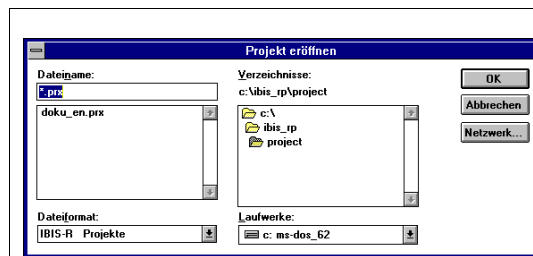 Projekt eröffnen
Dateiname:
*.prx
doku_en.prx
Dateiformat:
IBIS-R Projekte
Verzeichnisse:
c:\ibis_rp\project
c:\
ibis_rp
project
Laufwerke:
c: ms-dos_62
OK
Abbrechen
Netzwerk...